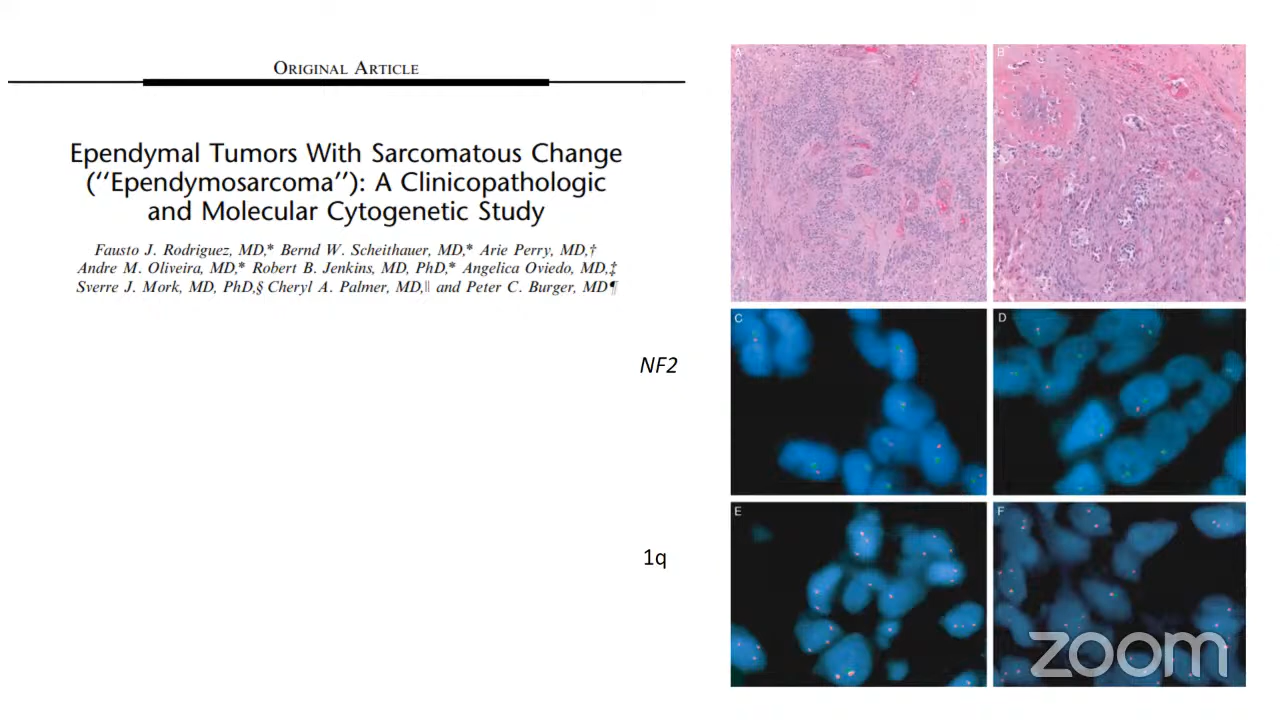 ORIGINAL ARTICLE
Ependymal Tumors With Sarcomatous Change
(‘‘Ependymosarcoma’’): A Clinicopathologic
and Molecular Cytogenetic Study
Fausto J. Rodriguez, MD,* Bernd W. Scheithauer, MD,* Arie Perry, MD,†
Andre M. Oliveira, MD,* Robert B. Jenkins, MD, PhD,* Angelica Oviedo, MD,‡
Sverre J. Mork, MD, PhD,§ Cheryl A. Palmer, MD,∥ and Peter C. Burger, MD¶
A
B
NF2
C
D
1q
E
F
zoom